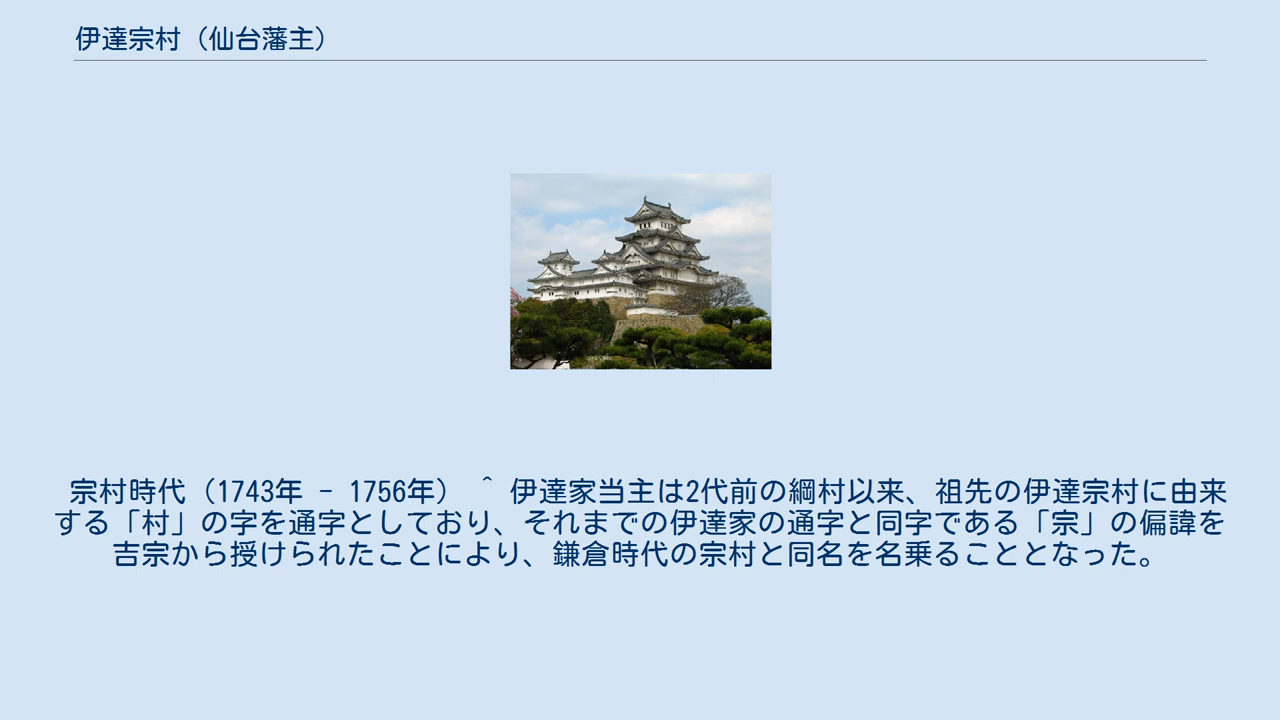 伊達宗村（仙台藩主）
宗村時代（1743年 - 1756年） ^ 伊達家当主は2代前の綱村以来、祖先の伊達宗村に由来
する「村」の字を通字としており、それまでの伊達家の通字と同字である「宗」の偏諱を
吉宗から授けられたことにより、鎌倉時代の宗村と同名を名乗ることとなった。